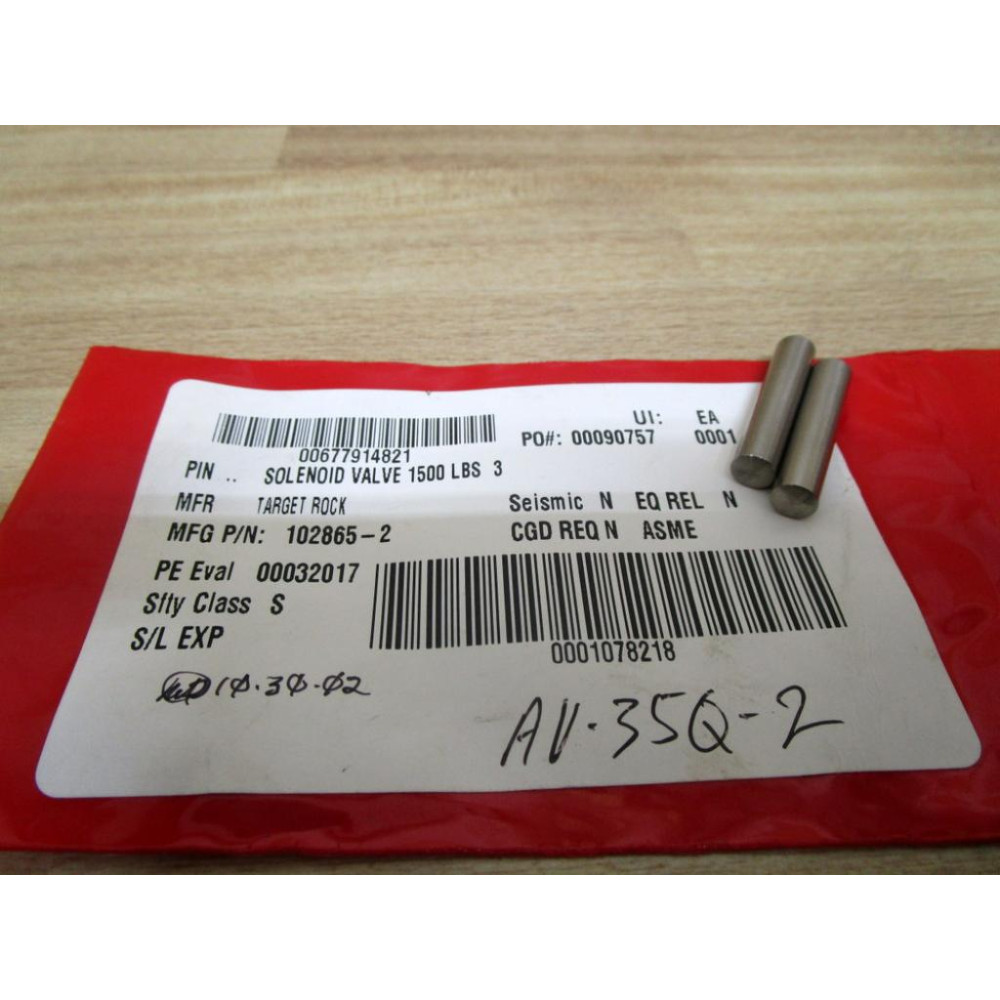 00677914821
UI: EA
PO#: 00090757 0001
PIN .. SOLENOID VALVE 1500 LBS 3
MFR TARGET ROCK
Seismic N EQ REL N
MFG P/N: 102865-2
CGD REQ N ASME
PE Eval 00032017
Sfty Class S
S/L EXP
0001078218
10.30.02
AV.35Q-2